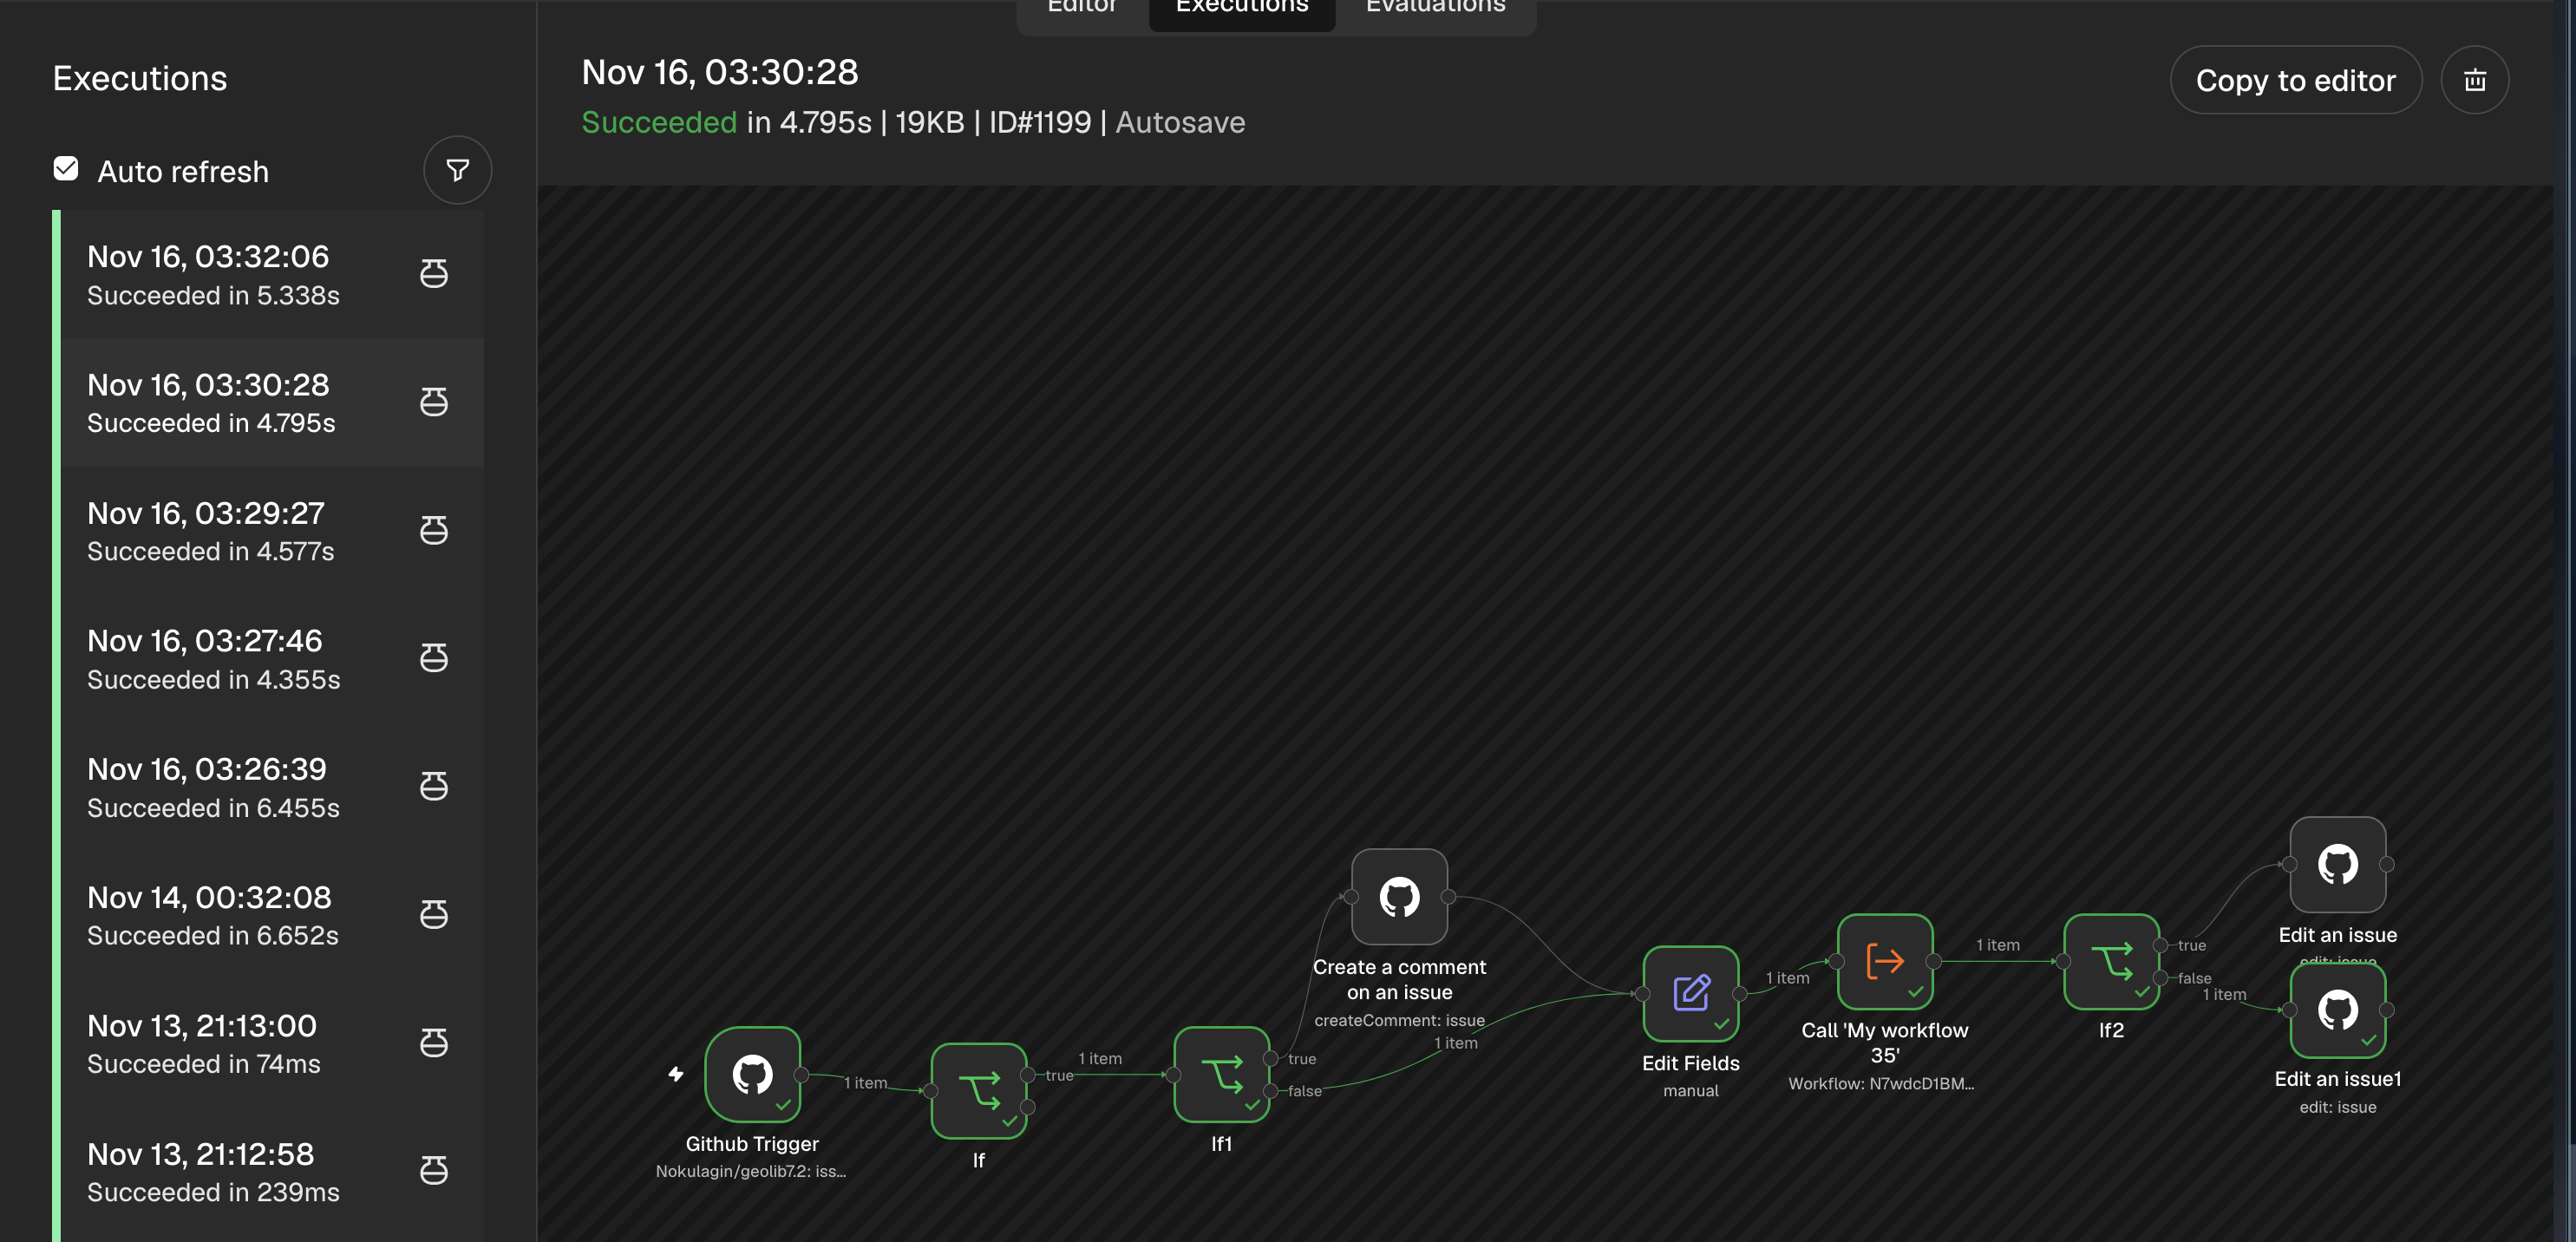 Editor
Executions
Evaluations
Executions
Auto refresh
Nov 16, 03:32:06
Succeeded in 5.338s
Nov 16, 03:30:28
Succeeded in 4.795s
Nov 16, 03:29:27
Succeeded in 4.577s
Nov 16, 03:27:46
Succeeded in 4.355s
Nov 16, 03:26:39
Succeeded in 6.455s
Nov 14, 00:32:08
Succeeded in 6.652s
Nov 13, 21:13:00
Succeeded in 74ms
Nov 13, 21:12:58
Succeeded in 239ms
Nov 16, 03:30:28
Succeeded in 4.795s | 19KB | ID#1199 | Autosave
Copy to editor
Github Trigger
Nokulagin/geolib7.2: iss...
1 item
If
true
1 item
If1
true
false
Create a comment
on an issue
createComment: issue
1 item
Edit Fields
manual
1 item
Call 'My workflow
35'
Workflow: N7wdcD1BM...
1 item
If2
true
false
1 item
Edit an issue
edit: issue
Edit an issue1
edit: issue